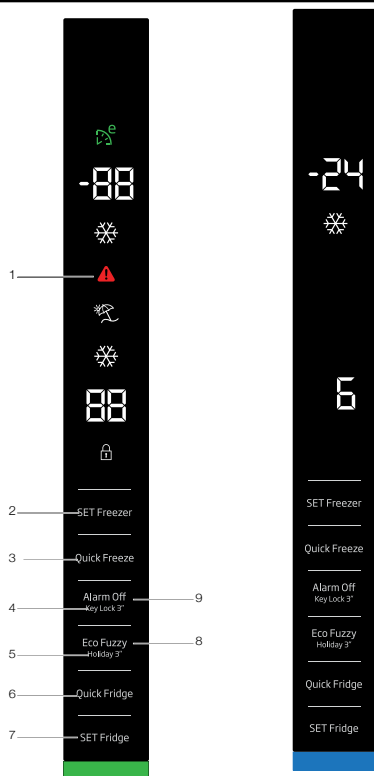 e
-88
1
88
2
SET Freezer
3
Quick Freeze
Alarm Off
9
4
Key Lock 3"
Eco Fuzzy
8
5
Holiday 3"
6
Quick Fridge
7
SET Fridge
-24
6
SET Freezer
Quick Freeze
Alarm Off
Key Lock 3"
Eco Fuzzy
Holiday 3"
Quick Fridge
SET Fridge